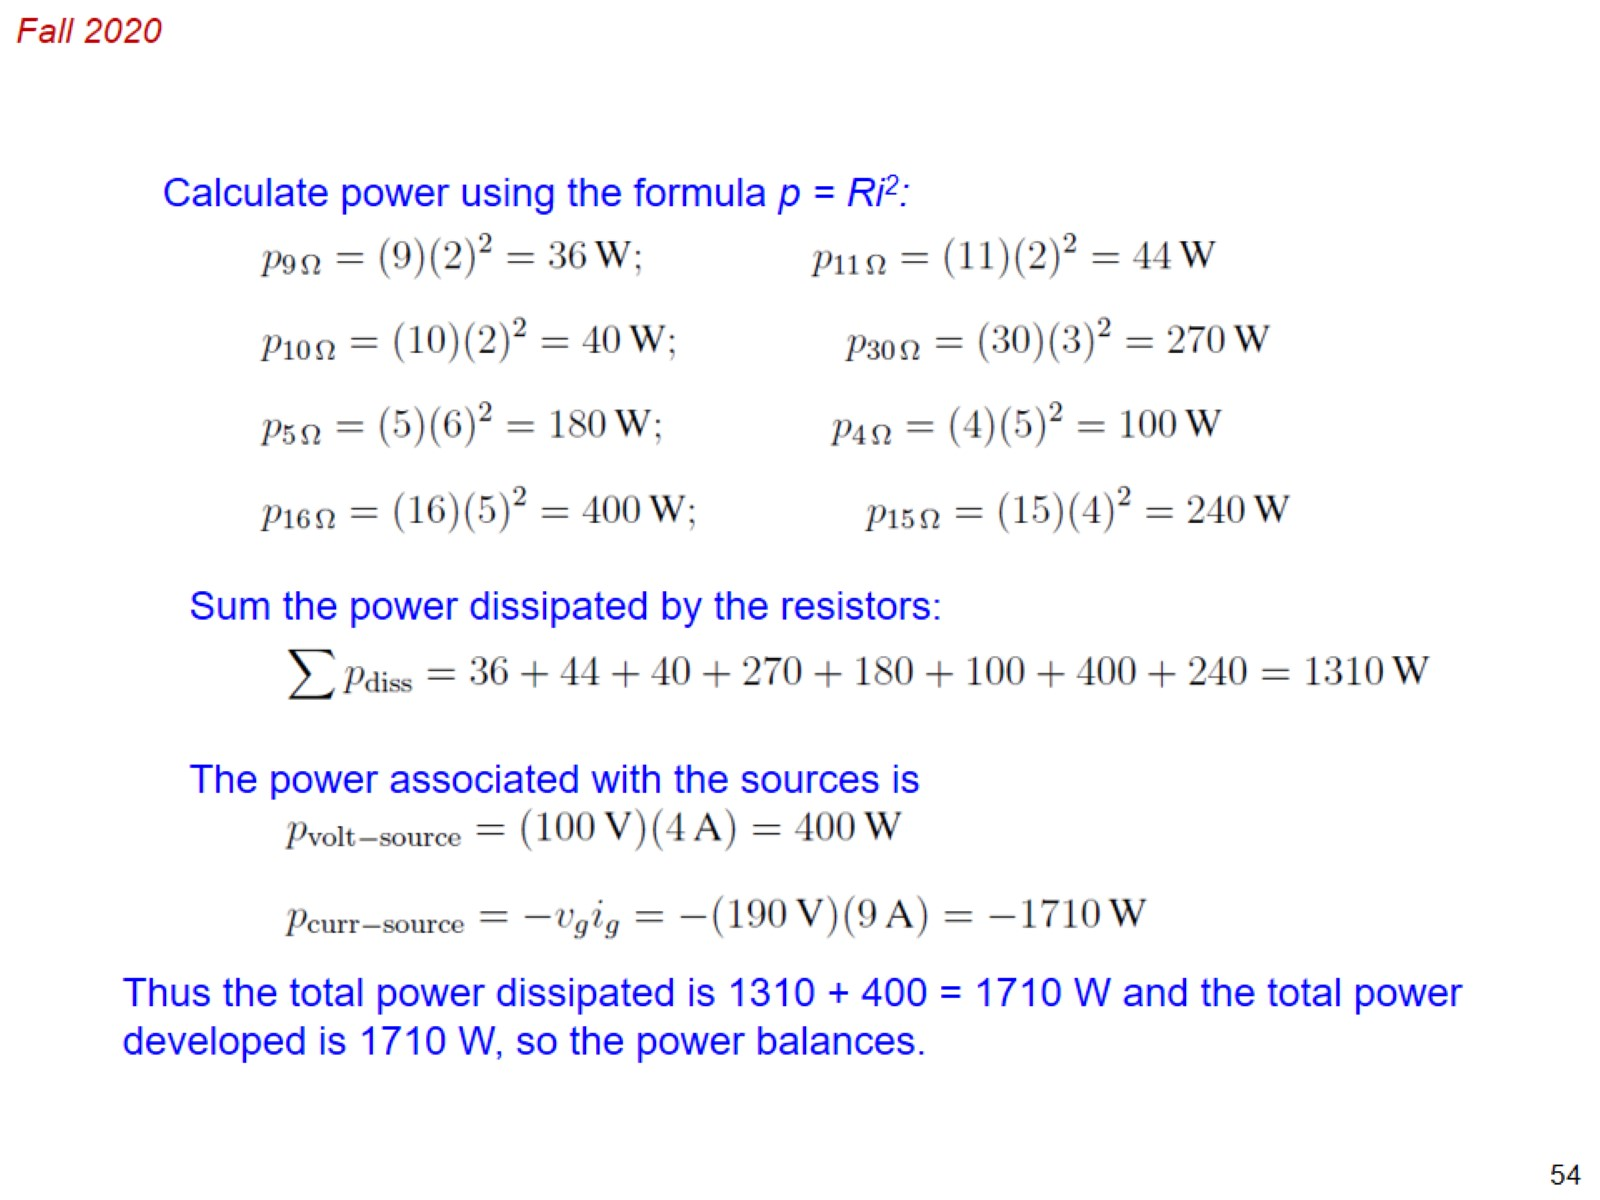 Fall 2020
Calculate power using the formula p = Ri²:
p₉Ω = (9)(2)² = 36 W; p₁₁Ω = (11)(2)² = 44 W
p₁₀Ω = (10)(2)² = 40 W; p₃₀Ω = (30)(3)² = 270 W
p₅Ω = (5)(6)² = 180 W; p₄Ω = (4)(5)² = 100 W
p₁₆Ω = (16)(5)² = 400 W; p₁₅Ω = (15)(4)² = 240 W
Sum the power dissipated by the resistors:
∑ p_diss = 36 + 44 + 40 + 270 + 180 + 100 + 400 + 240 = 1310 W
The power associated with the sources is
p_volt−source = (100 V)(4 A) = 400 W
p_curr−source = −v_g i_g = −(190 V)(9 A) = −1710 W
Thus the total power dissipated is 1310 + 400 = 1710 W and the total power
developed is 1710 W, so the power balances.
54